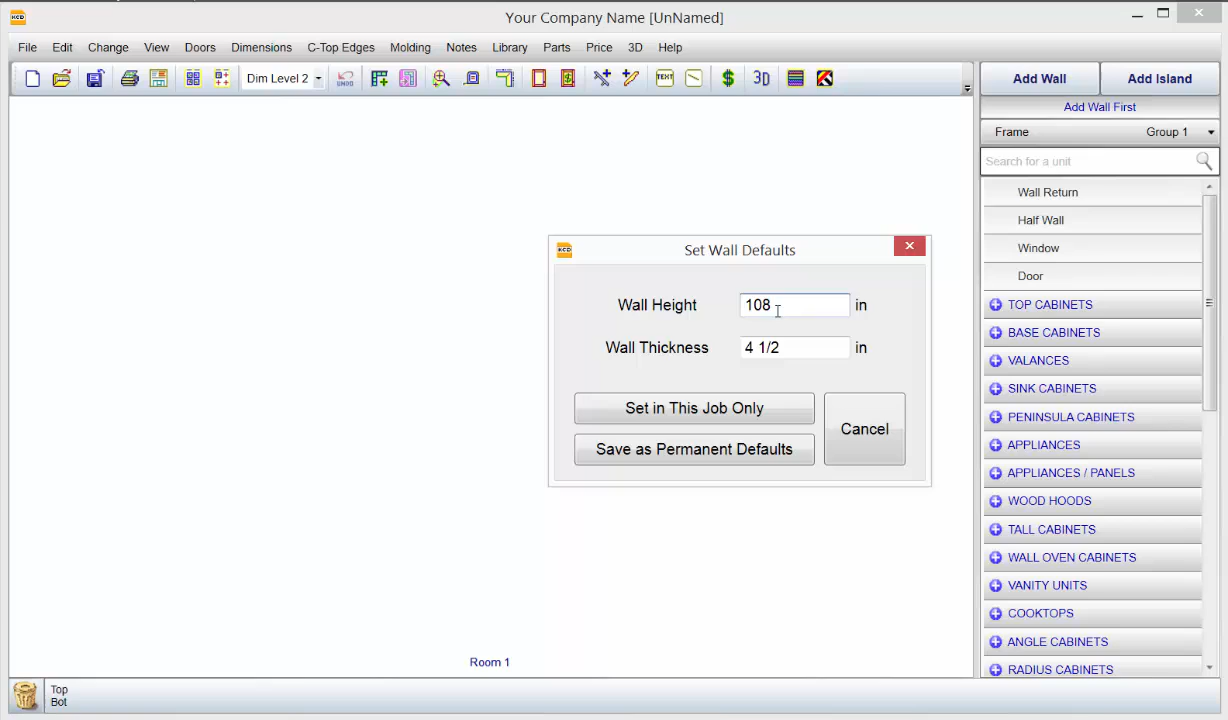 KCD
Your Company Name [UnNamed]
File Edit Change View Doors Dimensions C-Top Edges Molding Notes Library Parts Price 3D Help
Dim Level 2
UNDO
TEXT
$
3D
Add Wall
Add Island
Add Wall First
Frame Group 1
Search for a unit
Wall Return
Half Wall
Window
Door
TOP CABINETS
BASE CABINETS
VALANCES
SINK CABINETS
PENINSULA CABINETS
APPLIANCES
APPLIANCES / PANELS
WOOD HOODS
TALL CABINETS
WALL OVEN CABINETS
VANITY UNITS
COOKTOPS
ANGLE CABINETS
RADIUS CABINETS
KCD
Set Wall Defaults
Wall Height 108 in
Wall Thickness 4 1/2 in
Set in This Job Only
Save as Permanent Defaults
Cancel
Room 1
Top
Bot